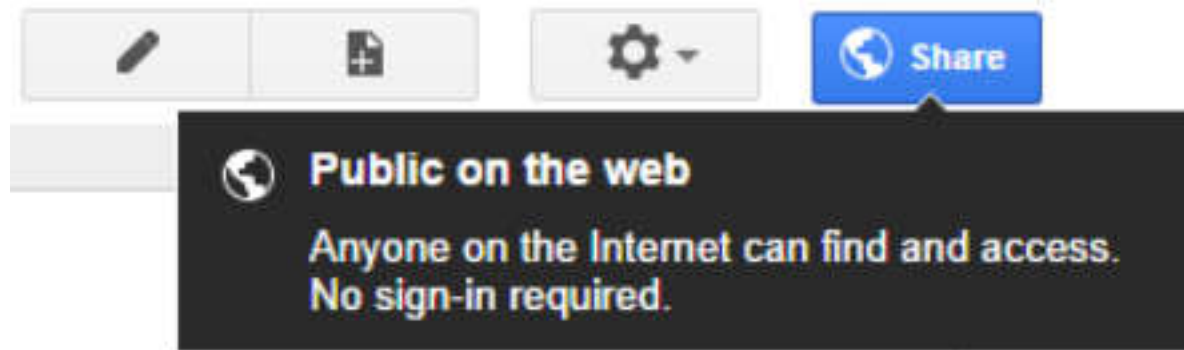 Share
Public on the web
Anyone on the Internet can find and access.
No sign-in required.